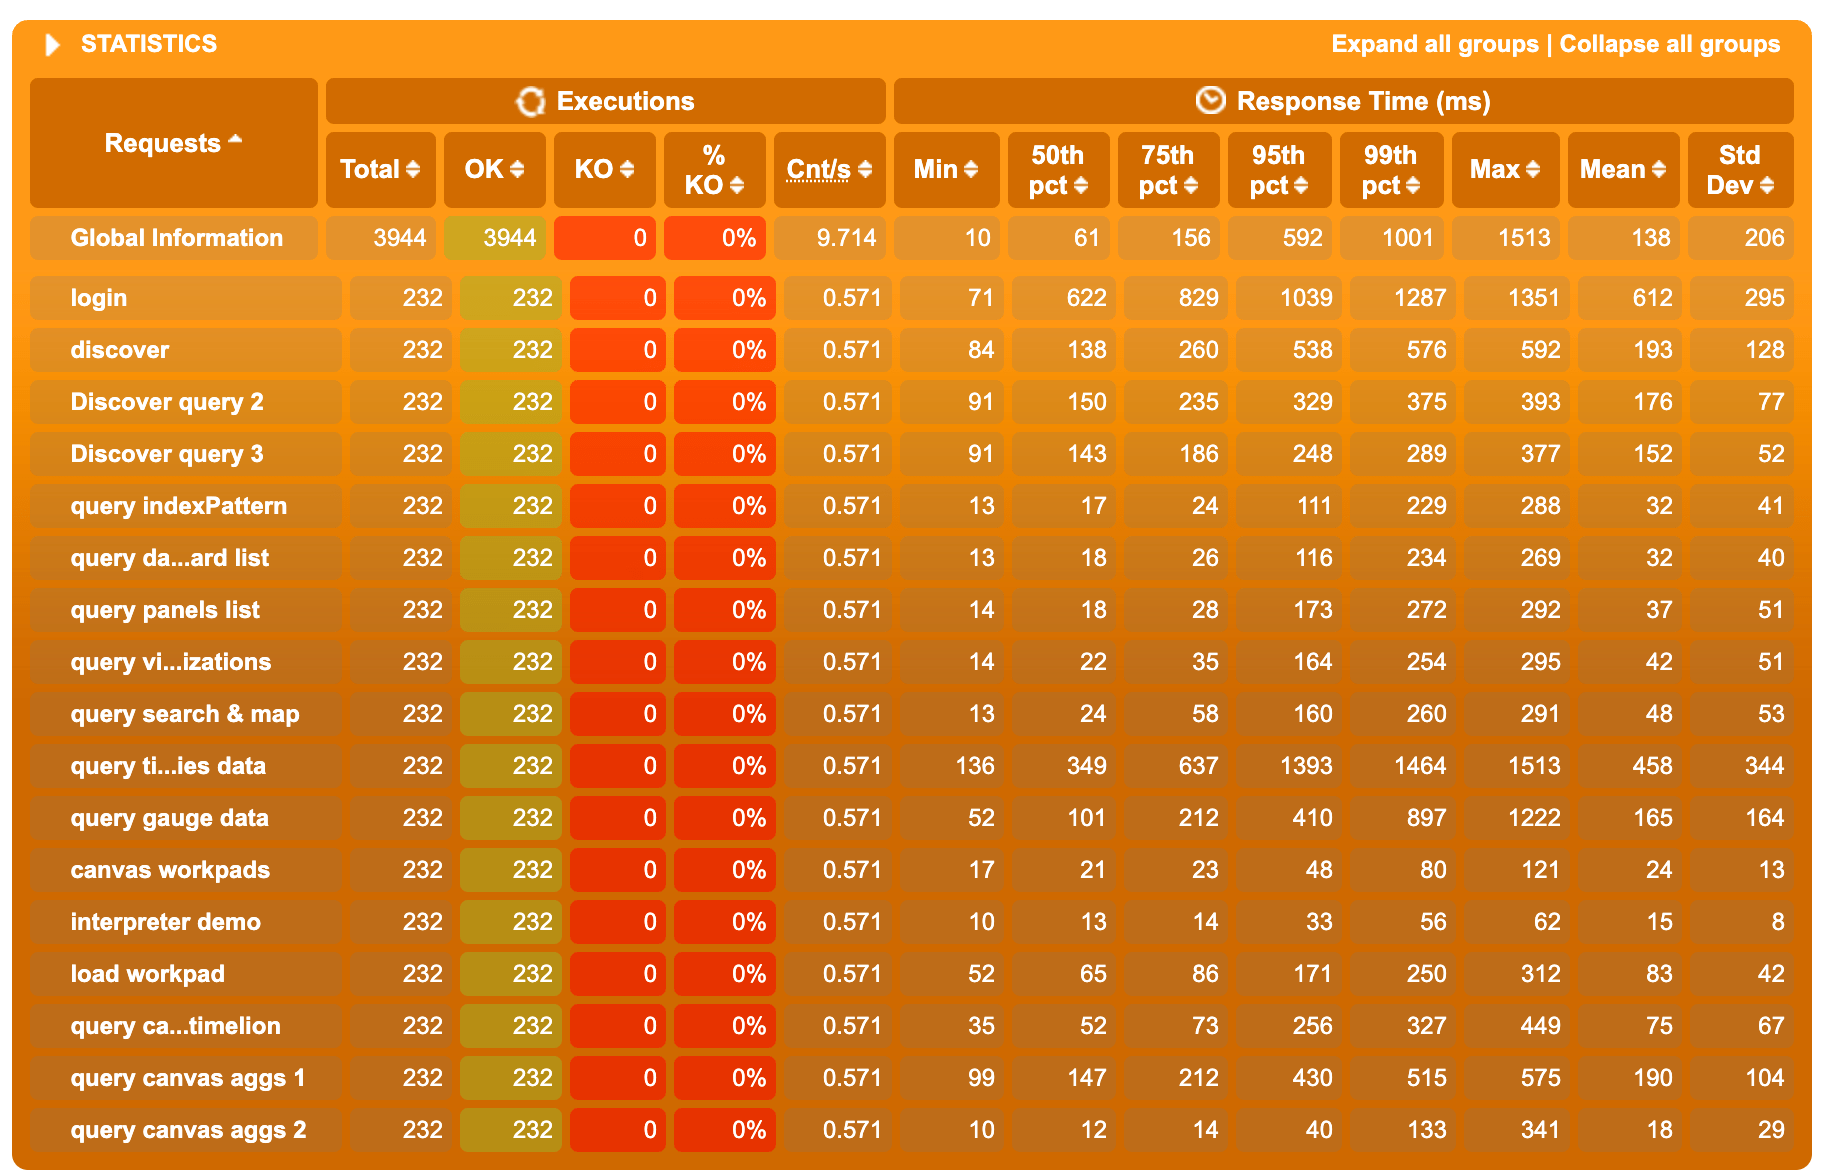 STATISTICS Expand all groups | Collapse all groups
Requests Executions Response Time (ms)
Total OK KO % KO Cnt/s Min 50th pct 75th pct 95th pct 99th pct Max Mean Std Dev
Global Information 3944 3944 0 0% 9.714 10 61 156 592 1001 1513 138 206
login 232 232 0 0% 0.571 71 622 829 1039 1287 1351 612 295
discover 232 232 0 0% 0.571 84 138 260 538 576 592 193 128
Discover query 2 232 232 0 0% 0.571 91 150 235 329 375 393 176 77
Discover query 3 232 232 0 0% 0.571 91 143 186 248 289 377 152 52
query indexPattern 232 232 0 0% 0.571 13 17 24 111 229 288 32 41
query da...ard list 232 232 0 0% 0.571 13 18 26 116 234 269 32 40
query panels list 232 232 0 0% 0.571 14 18 28 173 272 292 37 51
query vi...izations 232 232 0 0% 0.571 14 22 35 164 254 295 42 51
query search & map 232 232 0 0% 0.571 13 24 58 160 260 291 48 53
query ti...ies data 232 232 0 0% 0.571 136 349 637 1393 1464 1513 458 344
query gauge data 232 232 0 0% 0.571 52 101 212 410 897 1222 165 164
canvas workpads 232 232 0 0% 0.571 17 21 23 48 80 121 24 13
interpreter demo 232 232 0 0% 0.571 10 13 14 33 56 62 15 8
load workpad 232 232 0 0% 0.571 52 65 86 171 250 312 83 42
query ca...timelion 232 232 0 0% 0.571 35 52 73 256 327 449 75 67
query canvas aggs 1 232 232 0 0% 0.571 99 147 212 430 515 575 190 104
query canvas aggs 2 232 232 0 0% 0.571 10 12 14 40 133 341 18 29